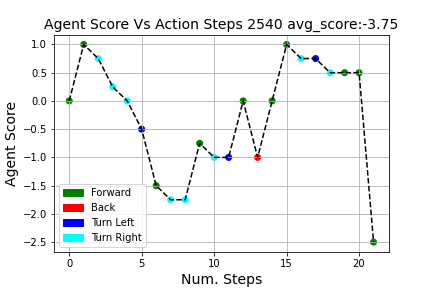 Agent Score Vs Action Steps 2540 avg_score:-3.75
Agent Score
1.0
0.5
0.0
−0.5
−1.0
−1.5
−2.0
−2.5
Forward
Back
Turn Left
Turn Right
0 5 10 15 20
Num. Steps